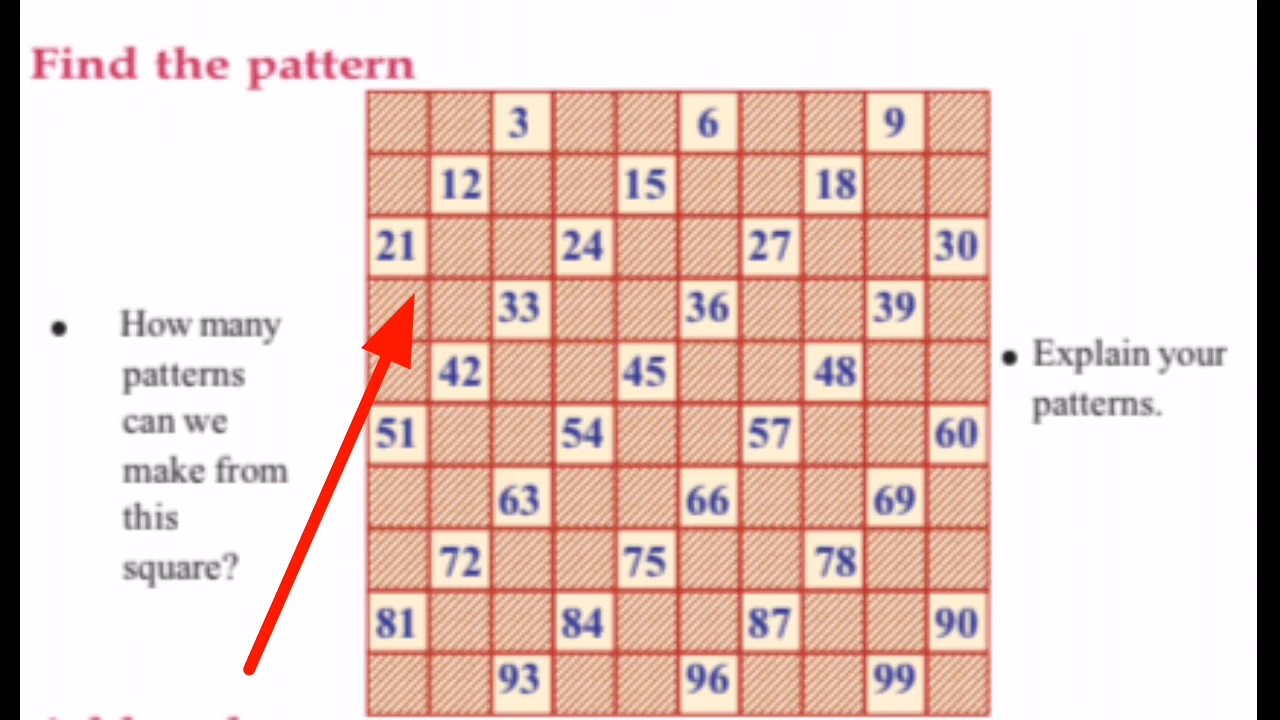 Find the pattern
3 6 9
12 15 18
21 24 27 30
33 36 39
42 45 48
51 54 57 60
63 66 69
72 75 78
81 84 87 90
93 96 99
• How many
patterns
can we
make from
this
square?
• Explain your
patterns.